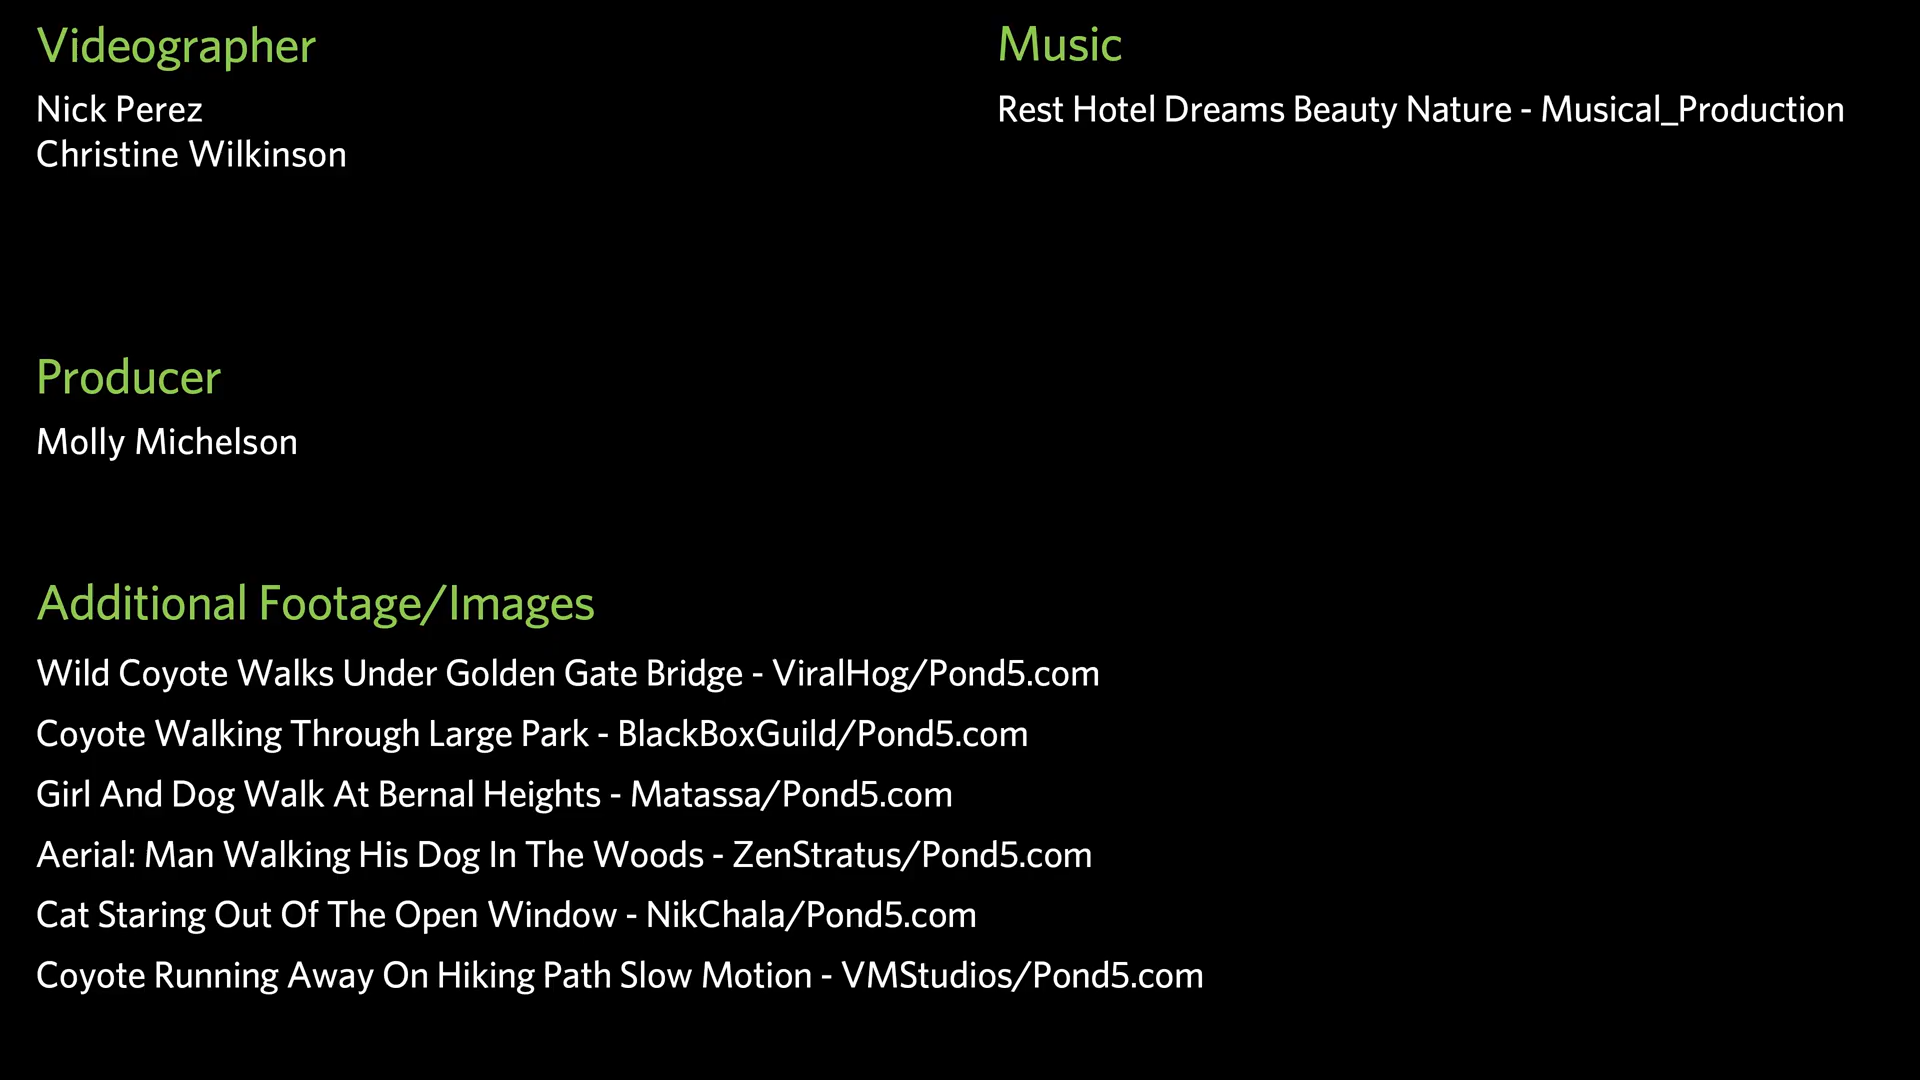 Videographer
Nick Perez
Christine Wilkinson
Music
Rest Hotel Dreams Beauty Nature - Musical_Production
Producer
Molly Michelson
Additional Footage/Images
Wild Coyote Walks Under Golden Gate Bridge - ViralHog/Pond5.com
Coyote Walking Through Large Park - BlackBoxGuild/Pond5.com
Girl And Dog Walk At Bernal Heights - Matassa/Pond5.com
Aerial: Man Walking His Dog In The Woods - ZenStratus/Pond5.com
Cat Staring Out Of The Open Window - NikChala/Pond5.com
Coyote Running Away On Hiking Path Slow Motion - VMStudios/Pond5.com